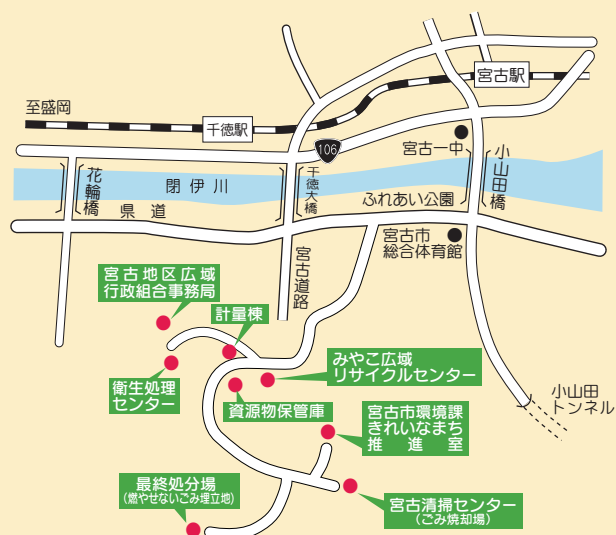 宮古駅
至盛岡
千徳駅
106
宮古一中
小山田橋
花輪橋
閉伊川
千徳大橋
ふれあい公園
県道
宮古市
総合体育館
宮古道路
宮古地区広域
行政組合事務局
計量棟
みやこ広域
リサイクルセンター
衛生処理
センター
資源物保管庫
宮古市環境課
きれいなまち
推進室
小山田
トンネル
最終処分場
(燃やせないごみ埋立地)
宮古清掃センター
(ごみ焼却場)